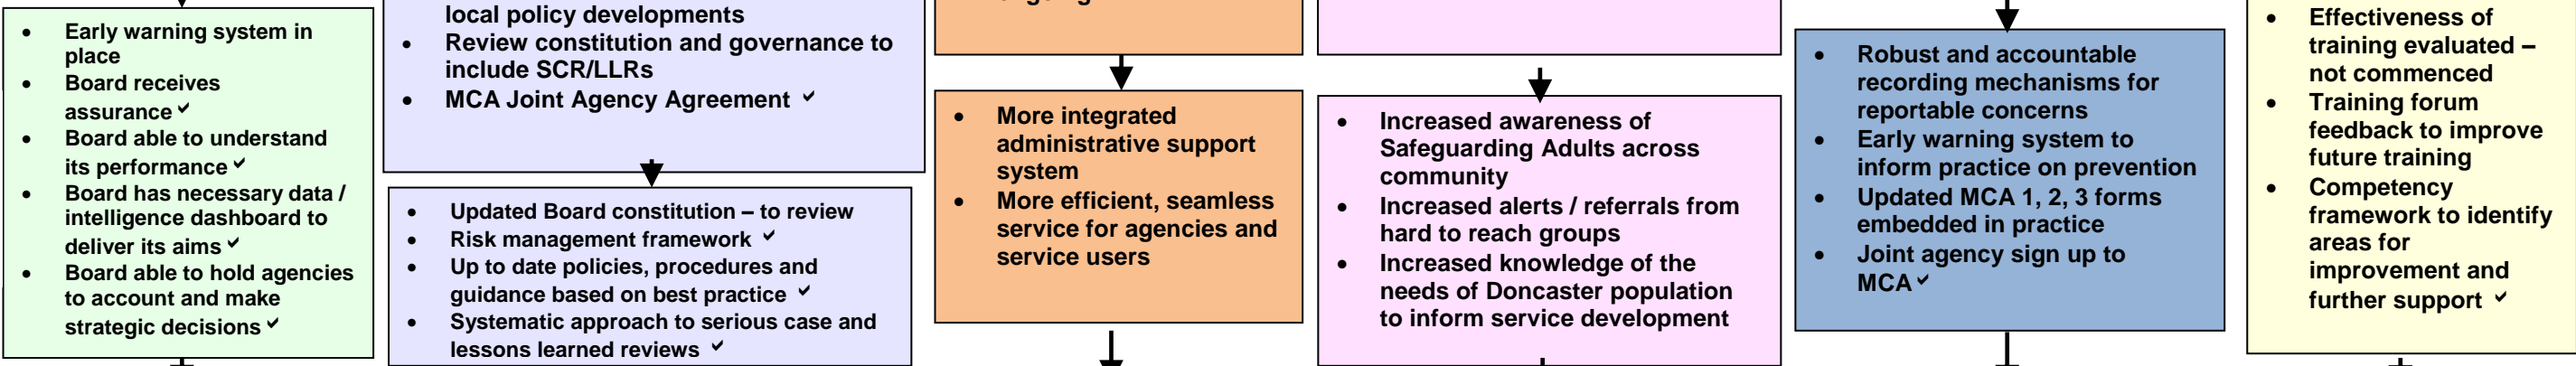 • Early warning system in
place
• Board receives
assurance ✓
• Board able to understand
its performance ✓
• Board has necessary data /
intelligence dashboard to
deliver its aims ✓
• Board able to hold agencies
to account and make
strategic decisions ✓
local policy developments
• Review constitution and governance to
include SCR/LLRs
• MCA Joint Agency Agreement ✓
• Updated Board constitution – to review
• Risk management framework ✓
• Up to date policies, procedures and
guidance based on best practice ✓
• Systematic approach to serious case and
lessons learned reviews ✓
• More integrated
administrative support
system
• More efficient, seamless
service for agencies and
service users
• Increased awareness of
Safeguarding Adults across
community
• Increased alerts / referrals from
hard to reach groups
• Increased knowledge of the
needs of Doncaster population
to inform service development
• Robust and accountable
recording mechanisms for
reportable concerns
• Early warning system to
inform practice on prevention
• Updated MCA 1, 2, 3 forms
embedded in practice
• Joint agency sign up to
MCA ✓
• Effectiveness of
training evaluated –
not commenced
• Training forum
feedback to improve
future training
• Competency
framework to identify
areas for
improvement and
further support ✓